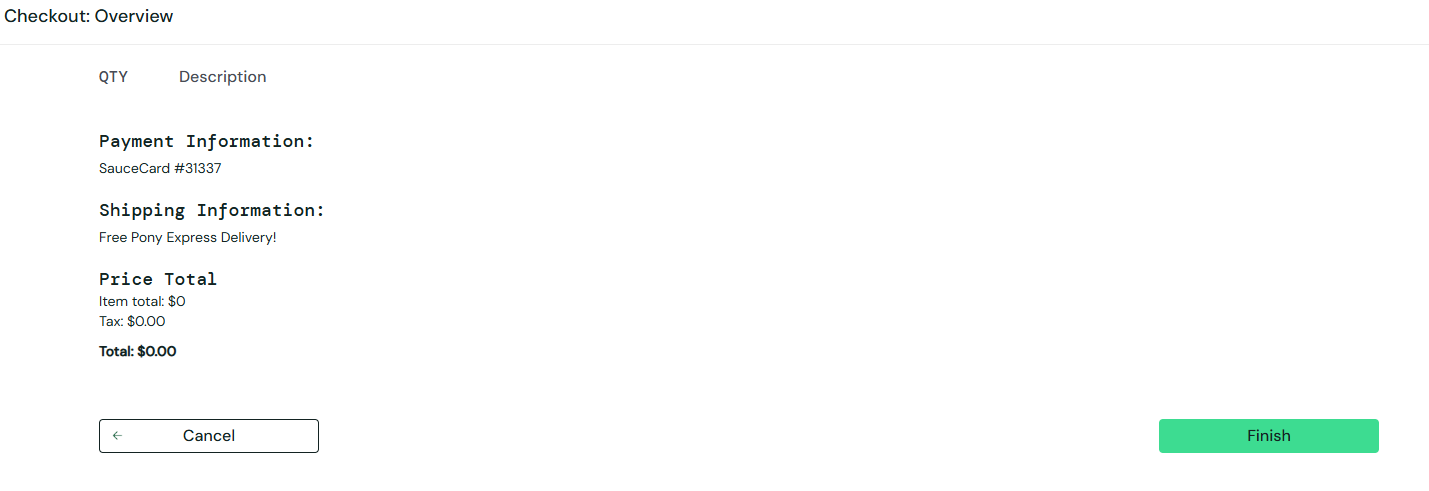 Checkout: Overview
QTY Description
Payment Information:
SauceCard #31337
Shipping Information:
Free Pony Express Delivery!
Price Total
Item total: $0
Tax: $0.00
Total: $0.00
Cancel Finish